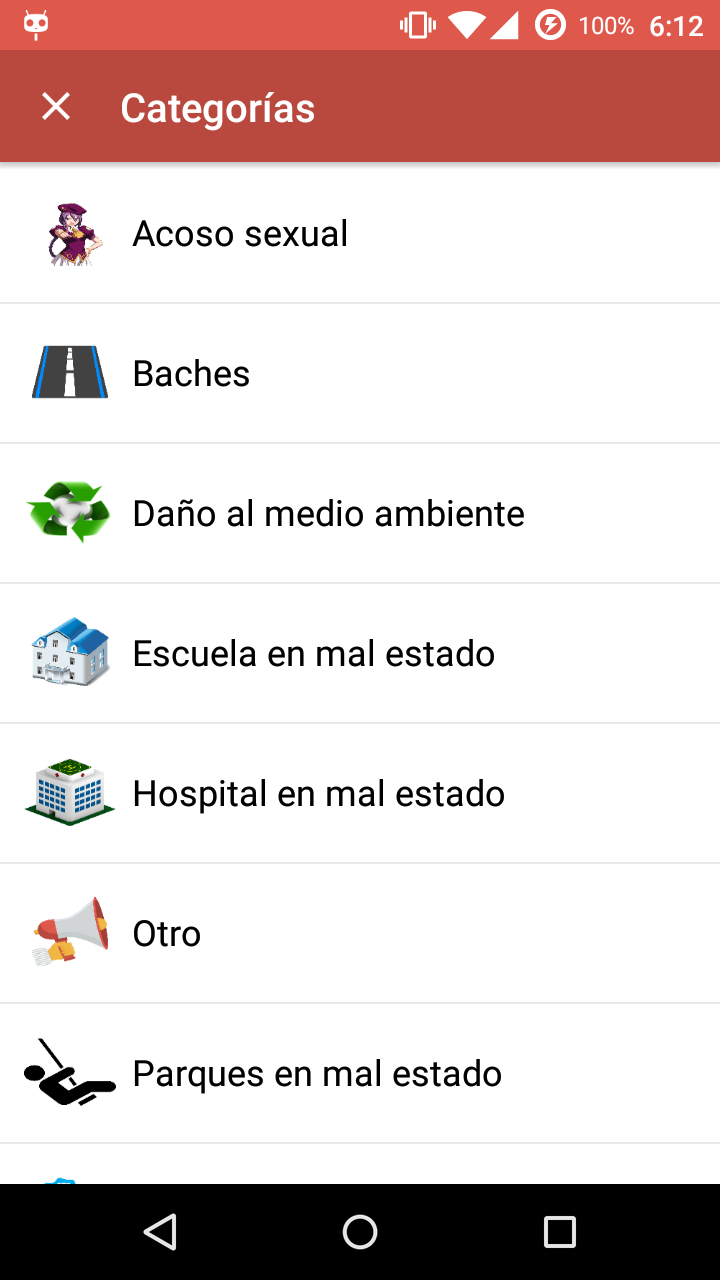 100% 6:12
Categorías
Acoso sexual
Baches
Daño al medio ambiente
Escuela en mal estado
Hospital en mal estado
Otro
Parques en mal estado